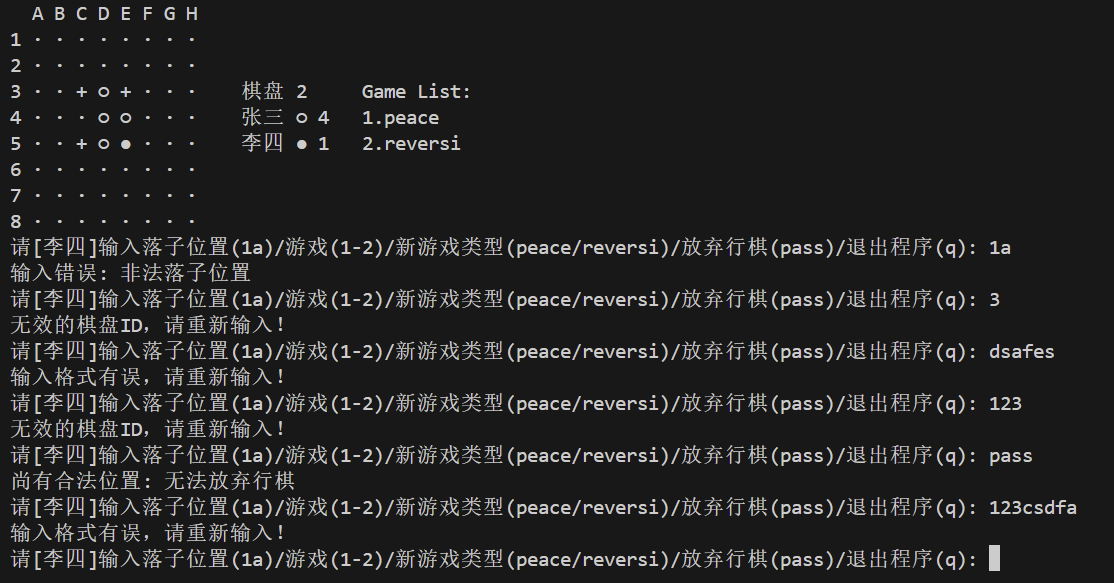 A B C D E F G H
1 · · · · · · · ·
2 · · · · · · · ·
3 · · + ○ + · · ·    棋盘 2     Game List:
4 · · · ○ ○ · · ·    张三 ○ 4   1.peace
5 · · + ○ ● · · ·    李四 ● 1   2.reversi
6 · · · · · · · ·
7 · · · · · · · ·
8 · · · · · · · ·
请[李四]输入落子位置(1a)/游戏(1-2)/新游戏类型(peace/reversi)/放弃行棋(pass)/退出程序(q): 1a
输入错误: 非法落子位置
请[李四]输入落子位置(1a)/游戏(1-2)/新游戏类型(peace/reversi)/放弃行棋(pass)/退出程序(q): 3
无效的棋盘ID，请重新输入！
请[李四]输入落子位置(1a)/游戏(1-2)/新游戏类型(peace/reversi)/放弃行棋(pass)/退出程序(q): dsafes
输入格式有误，请重新输入！
请[李四]输入落子位置(1a)/游戏(1-2)/新游戏类型(peace/reversi)/放弃行棋(pass)/退出程序(q): 123
无效的棋盘ID，请重新输入！
请[李四]输入落子位置(1a)/游戏(1-2)/新游戏类型(peace/reversi)/放弃行棋(pass)/退出程序(q): pass
尚有合法位置: 无法放弃行棋
请[李四]输入落子位置(1a)/游戏(1-2)/新游戏类型(peace/reversi)/放弃行棋(pass)/退出程序(q): 123csdfa
输入格式有误，请重新输入！
请[李四]输入落子位置(1a)/游戏(1-2)/新游戏类型(peace/reversi)/放弃行棋(pass)/退出程序(q):